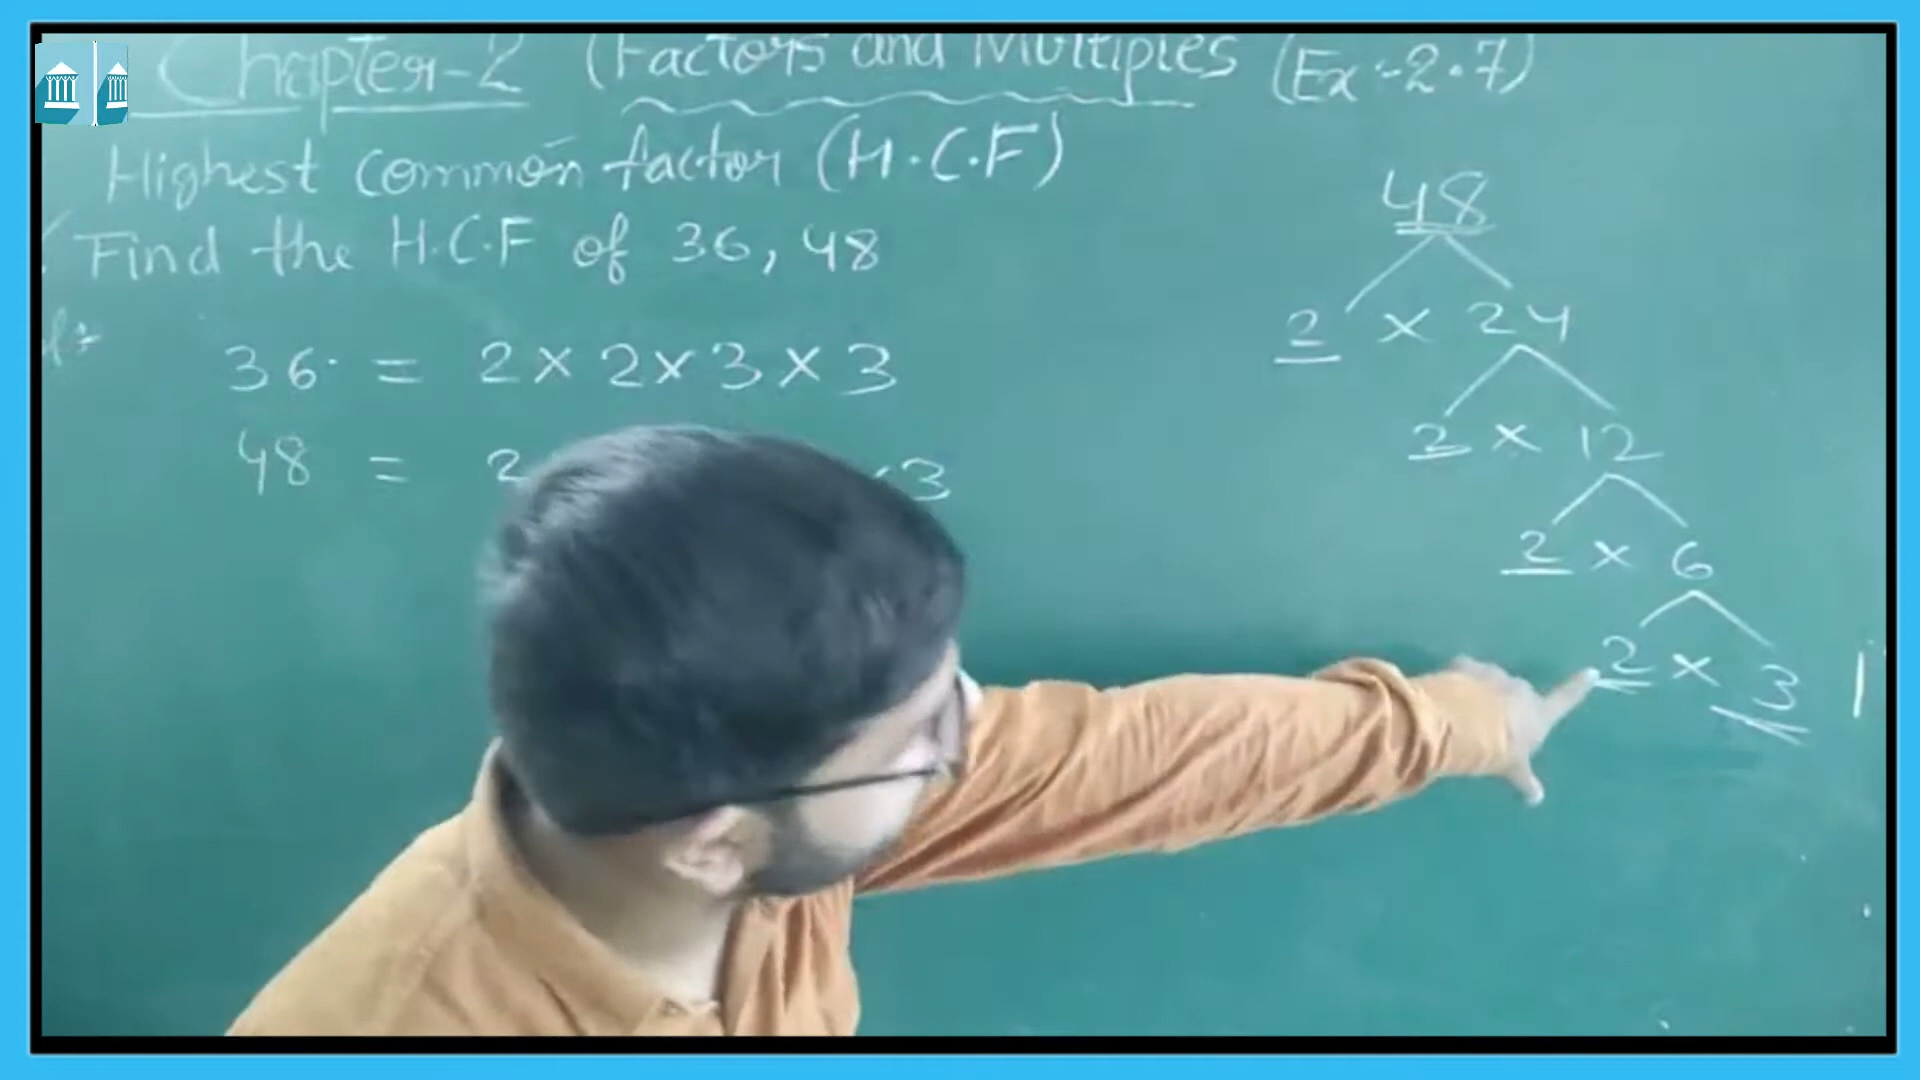 Chapter-2 (Factors and Multiples (Ex:-2.7)
Highest common factor (H.C.F)
Find the H.C.F of 36, 48
36 = 2 × 2 × 3 × 3
48 = 2 × 3
48
2 × 24
2 × 12
2 × 6
2 × 3